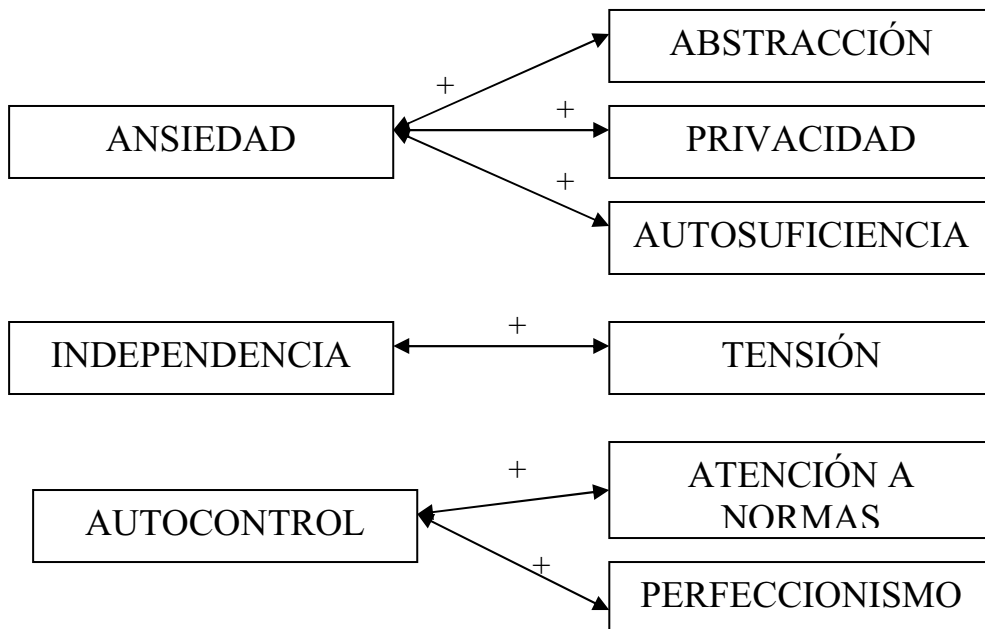 ABSTRACCIÓN
+
ANSIEDAD
+
PRIVACIDAD
+
AUTOSUFICIENCIA
INDEPENDENCIA
+
TENSIÓN
+
ATENCIÓN A
NORMAS
AUTOCONTROL
+
PERFECCIONISMO